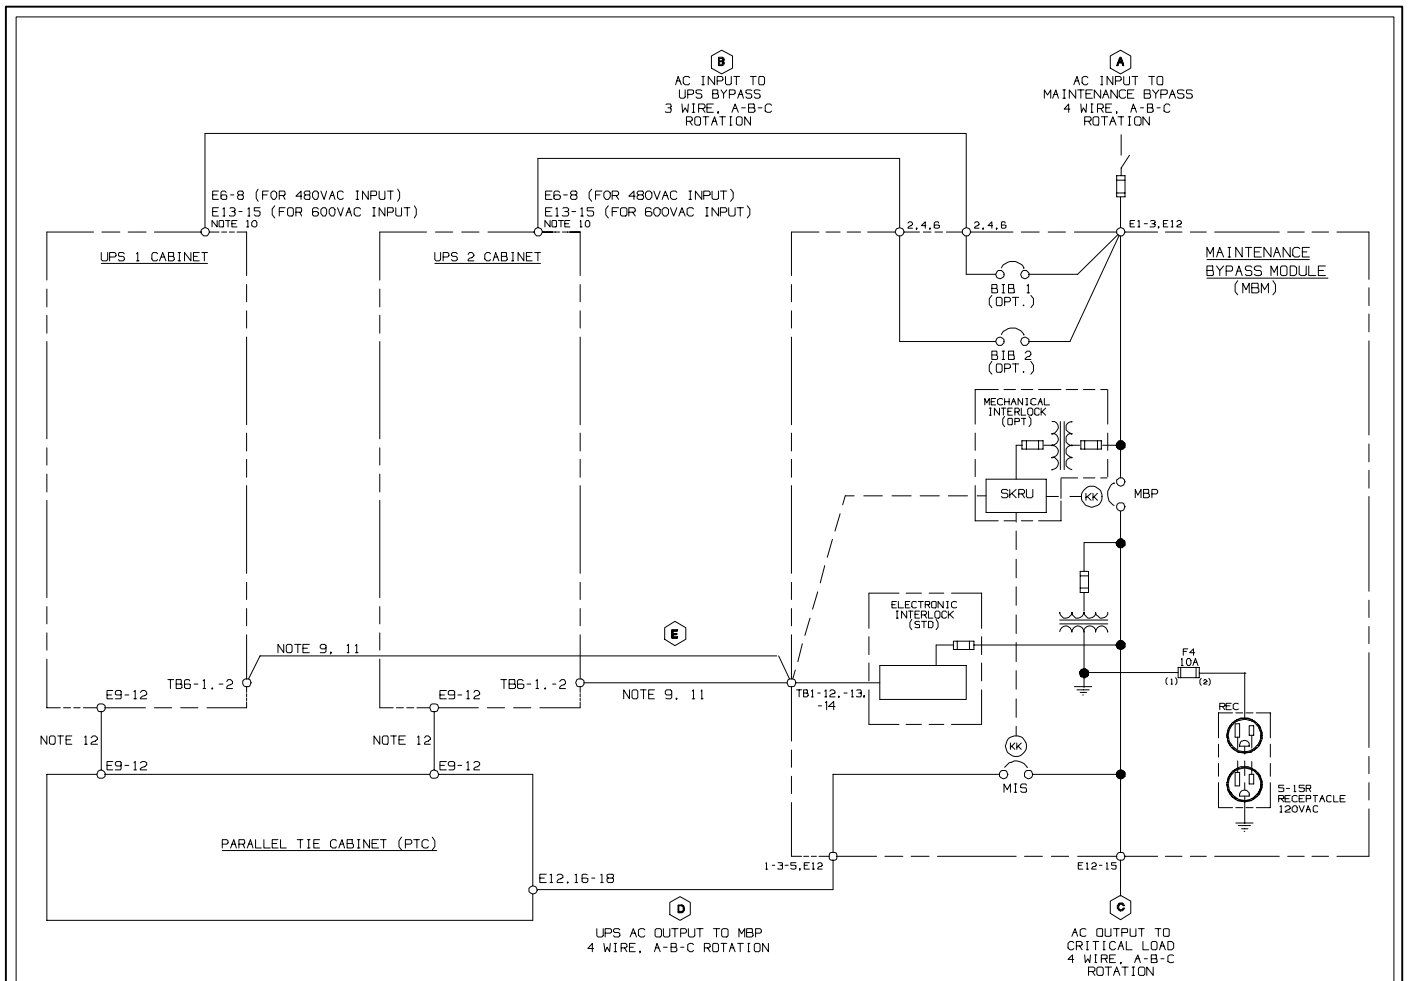 B
AC INPUT TO
UPS BYPASS
3 WIRE, A-B-C
ROTATION
A
AC INPUT TO
MAINTENANCE BYPASS
4 WIRE, A-B-C
ROTATION
E6-8 (FOR 480VAC INPUT)
E13-15 (FOR 600VAC INPUT)
NOTE 10
E6-8 (FOR 480VAC INPUT)
E13-15 (FOR 600VAC INPUT)
NOTE 10
2,4,6
2,4,6
E1-3,E12
UPS 1 CABINET
UPS 2 CABINET
MAINTENANCE
BYPASS MODULE
(MBM)
BIB 1
(OPT.)
BIB 2
(OPT.)
MECHANICAL
INTERLOCK
(OPT)
SKRU
KK
MBP
ELECTRONIC
INTERLOCK
(STD)
E
NOTE 9, 11
TB6-1,-2
TB6-1,-2
NOTE 9, 11
TB1-12,-13,
-14
F4
10A
(1)
(2)
REC
5-15R
RECEPTACLE
120VAC
E9-12
E9-12
NOTE 12
NOTE 12
E9-12
E9-12
KK
MIS
PARALLEL TIE CABINET (PTC)
1-3-5,E12
E12-15
E12,16-18
D
UPS AC OUTPUT TO MBP
4 WIRE, A-B-C ROTATION
C
AC OUTPUT TO
CRITICAL LOAD
4 WIRE, A-B-C
ROTATION